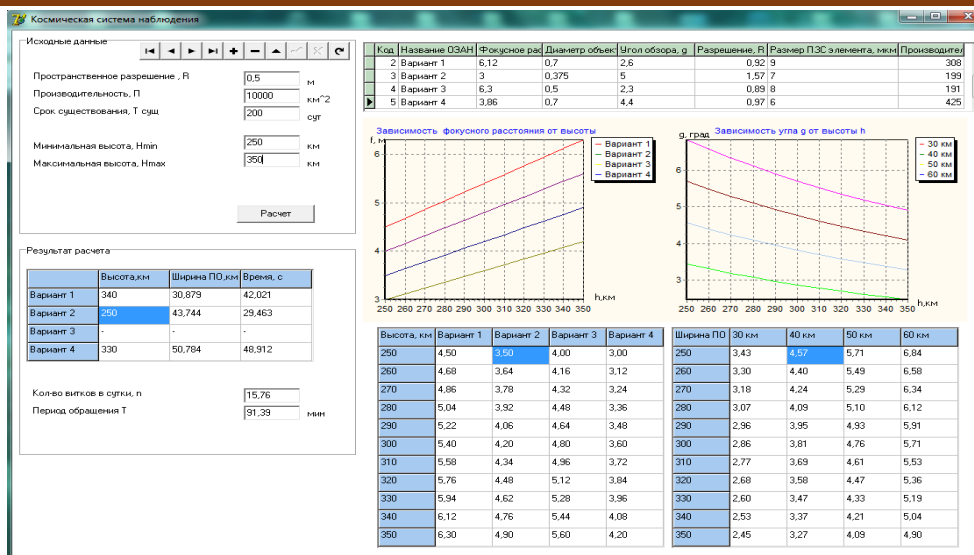 Космическая система наблюдения
Исходные данные
Пространственное разрешение , R 0,5 м
Производительность, П 10000 км^2
Срок существования, Т сущ 200 сут
Минимальная высота, Hmin 250 км
Максимальная высота, Hmax 350 км
Расчет
Результат расчета
Высота,км Ширина ПО,км Время, с
Вариант 1 340 30,879 42,021
Вариант 2 250 43,744 29,463
Вариант 3 - - -
Вариант 4 330 50,784 48,912
Кол-во витков в сутки, n 15,76
Период обращения Т 91,39 мин
Код Название ОЭАН Фокусное рас Диаметр объек Угол обзора, g Разрешение, R Размер ПЗС элемента, мкм Производител
2 Вариант 1 6,12 0,7 2,6 0,92 9 308
3 Вариант 2 3 0,375 5 1,57 7 199
4 Вариант 3 6,3 0,5 2,3 0,89 8 191
5 Вариант 4 3,86 0,7 4,4 0,97 6 425
Зависимость фокусного расстояния от высоты
f, м
6
5
4
3
250 260 270 280 290 300 310 320 330 340 350
h,км
Вариант 1
Вариант 2
Вариант 3
Вариант 4
Зависимость угла g от высоты h
g, град
6
5
4
3
250 260 270 280 290 300 310 320 330 340 350
h,км
30 км
40 км
50 км
60 км
Высота, км Вариант 1 Вариант 2 Вариант 3 Вариант 4
250 4,50 3,50 4,00 3,00
260 4,68 3,64 4,16 3,12
270 4,86 3,78 4,32 3,24
280 5,04 3,92 4,48 3,36
290 5,22 4,06 4,64 3,48
300 5,40 4,20 4,80 3,60
310 5,58 4,34 4,96 3,72
320 5,76 4,48 5,12 3,84
330 5,94 4,62 5,28 3,96
340 6,12 4,76 5,44 4,08
350 6,30 4,90 5,60 4,20
Ширина ПО 30 км 40 км 50 км 60 км
250 3,43 4,57 5,71 6,84
260 3,30 4,40 5,49 6,58
270 3,18 4,24 5,29 6,34
280 3,07 4,09 5,10 6,12
290 2,96 3,95 4,93 5,91
300 2,86 3,81 4,76 5,71
310 2,77 3,69 4,61 5,53
320 2,68 3,58 4,47 5,36
330 2,60 3,47 4,33 5,19
340 2,53 3,37 4,21 5,04
350 2,45 3,27 4,09 4,90